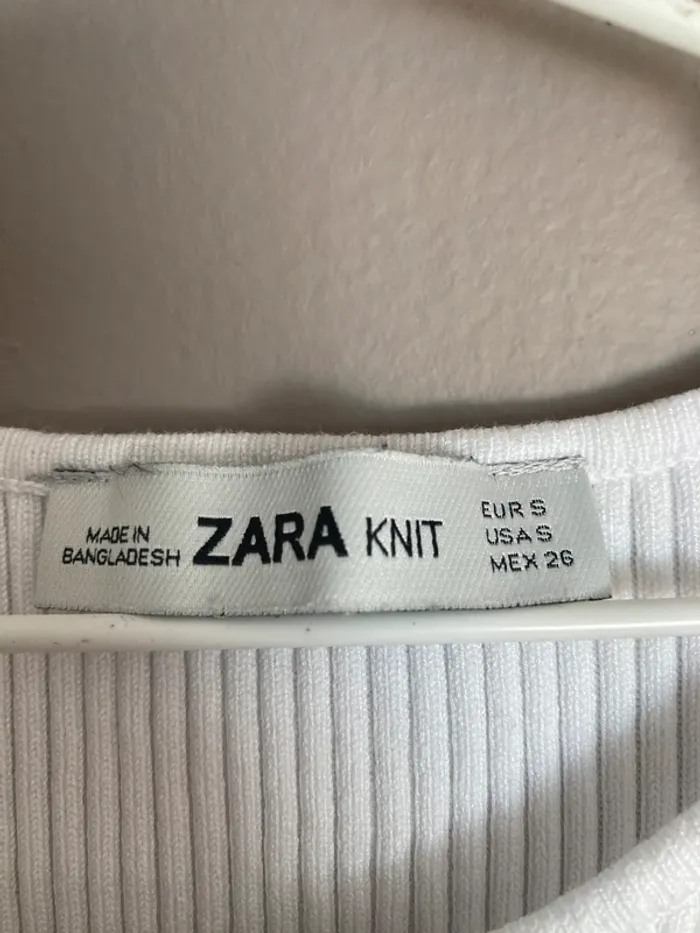 MADE IN
BANGLADESH
ZARA KNIT
EUR S
USA S
MEX 26